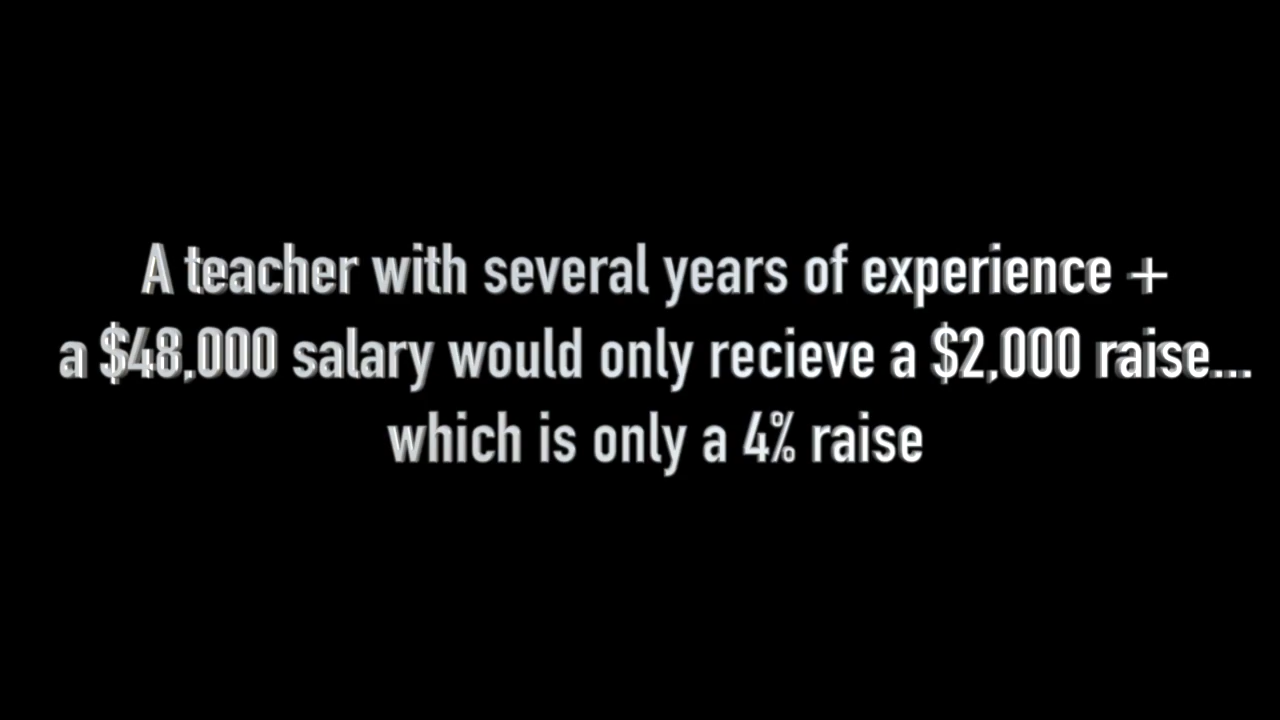 A teacher with several years of experience +
a $48,000 salary would only recieve a $2,000 raise...
which is only a 4% raise